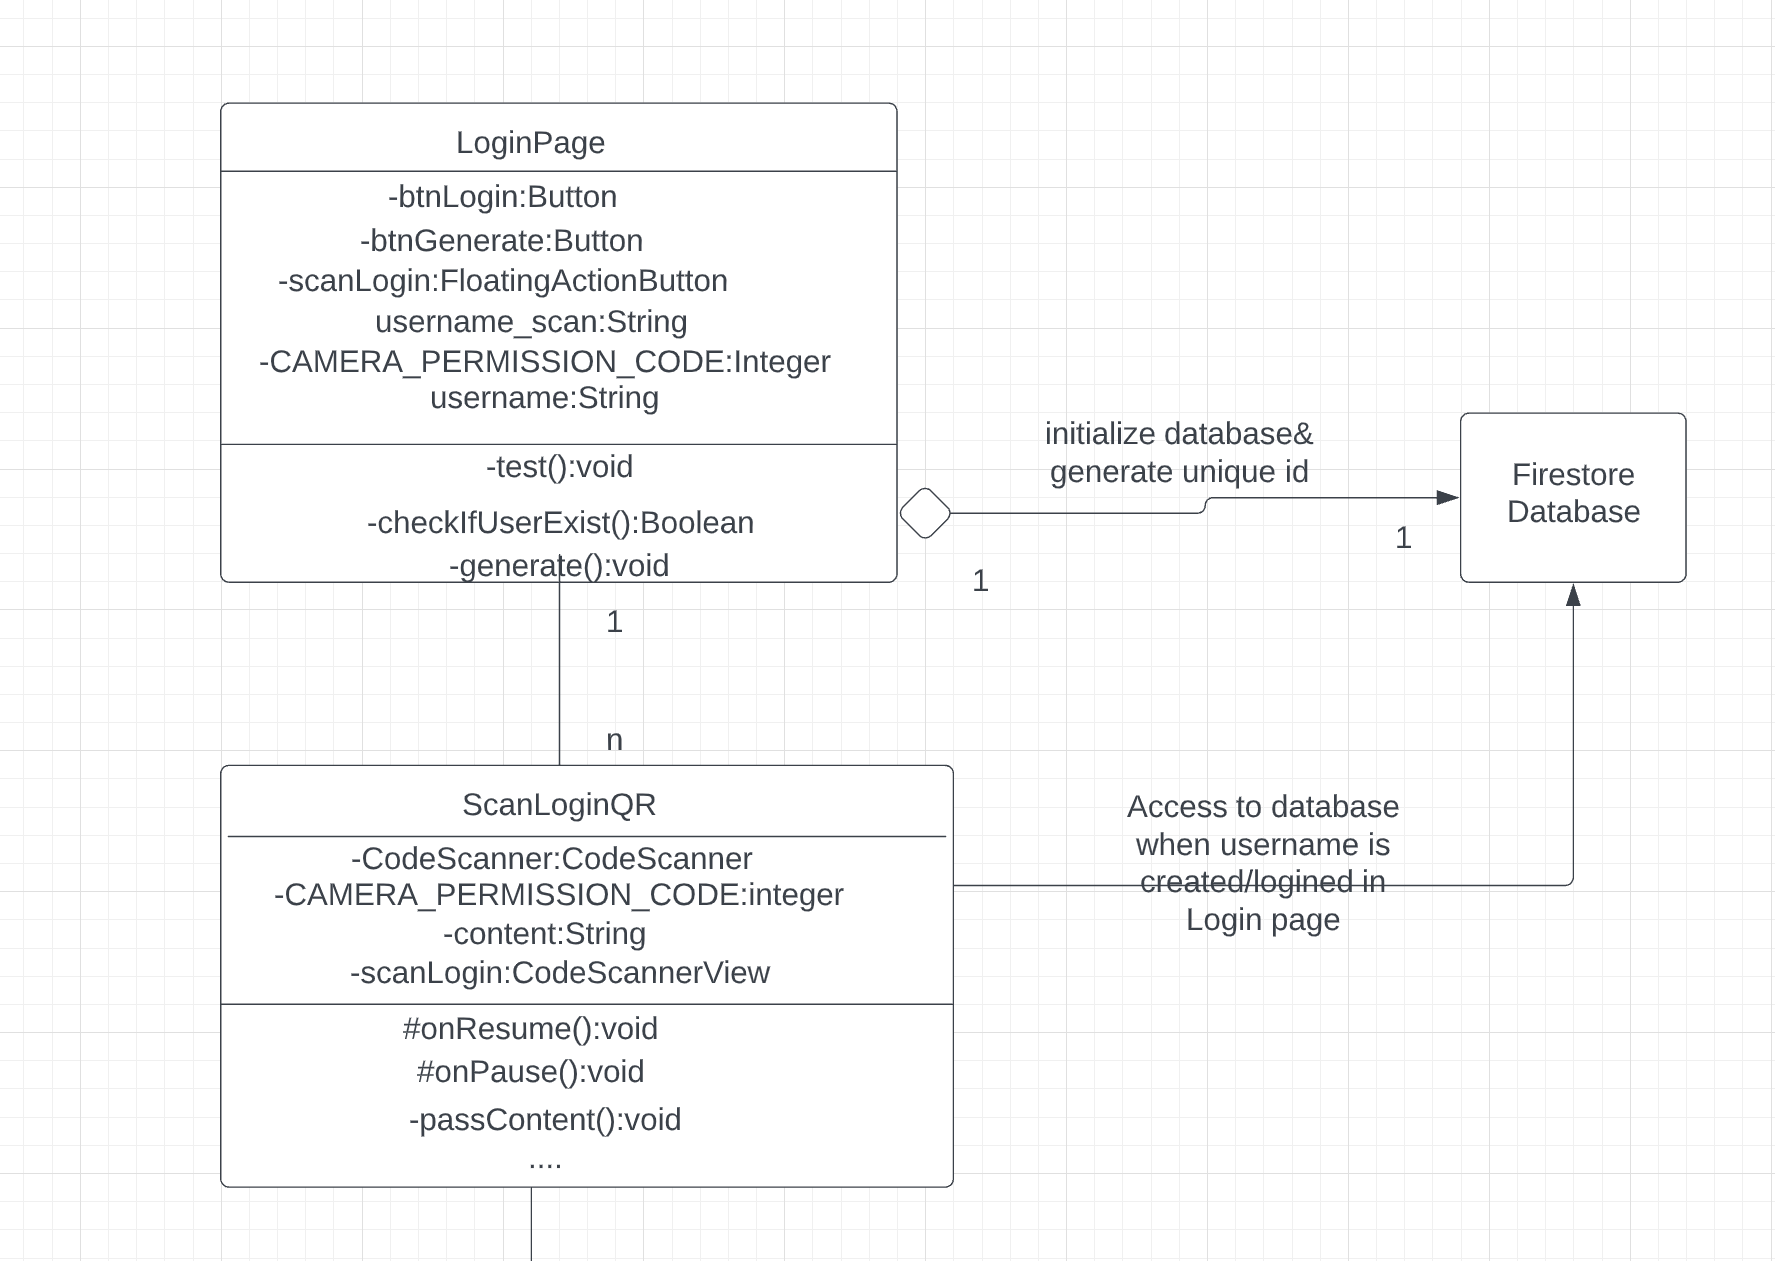 LoginPage
-btnLogin:Button
-btnGenerate:Button
-scanLogin:FloatingActionButton
username_scan:String
-CAMERA_PERMISSION_CODE:Integer
username:String
-test():void
-checkIfUserExist():Boolean
-generate():void
initialize database&
generate unique id
1
1
Firestore
Database
1
n
ScanLoginQR
-CodeScanner:CodeScanner
-CAMERA_PERMISSION_CODE:integer
-content:String
-scanLogin:CodeScannerView
#onResume():void
#onPause():void
-passContent():void
....
Access to database
when username is
created/logined in
Login page